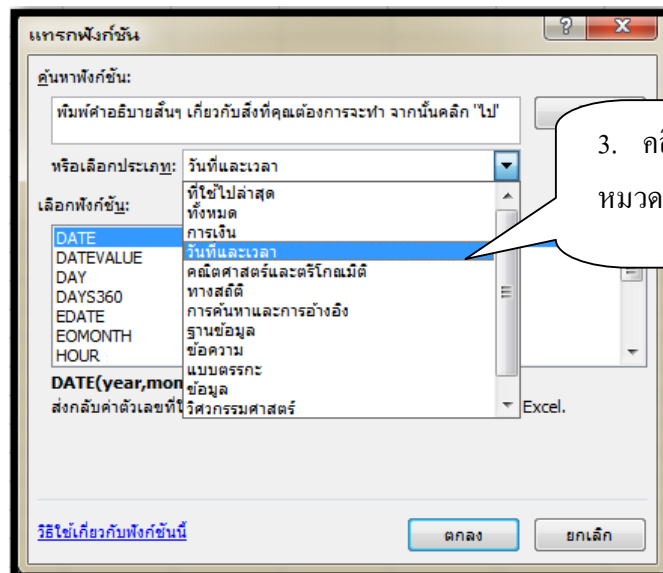 แทรกฟังก์ชัน
ค้นหาฟังก์ชัน:
พิมพ์คำอธิบายสั้นๆ เกี่ยวกับสิ่งที่คุณต้องการจะทำ จากนั้นคลิก "ไป"
หรือเลือกประเภท: วันที่และเวลา
ที่ใช้ไปล่าสุด
ทั้งหมด
การเงิน
วันที่และเวลา
คณิตศาสตร์และตรีโกณมิติ
ทางสถิติ
การค้นหาและการอ้างอิง
ฐานข้อมูล
ข้อความ
แบบตรรกะ
ข้อมูล
วิศวกรรมศาสตร์
เลือกฟังก์ชัน:
DATE
DATEVALUE
DAY
DAYS360
EDATE
EOMONTH
HOUR
DATE(year,mon
ส่งกลับค่าตัวเลขที่ Excel.
วิธีใช้เกี่ยวกับฟังก์ชันนี้
ตกลง ยกเลิก
3.
หมวด